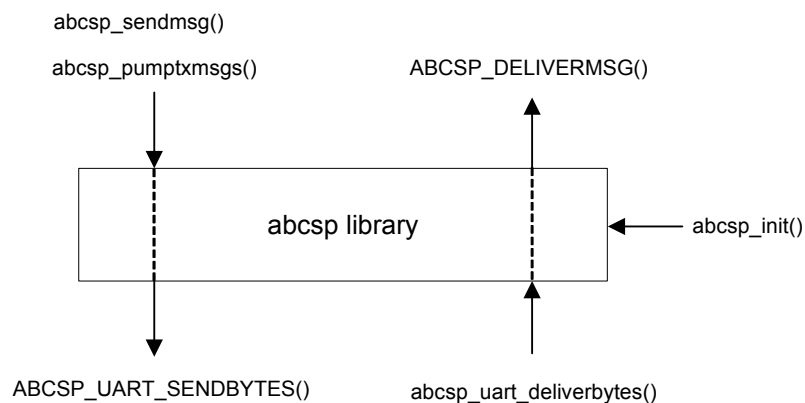 abcsp_sendmsg()
abcsp_pumptxmsgs()
ABCSP_DELIVERMSG()
abcsp library
abcsp_init()
ABCSP_UART_SENDBYTES()
abcsp_uart_deliverbytes()